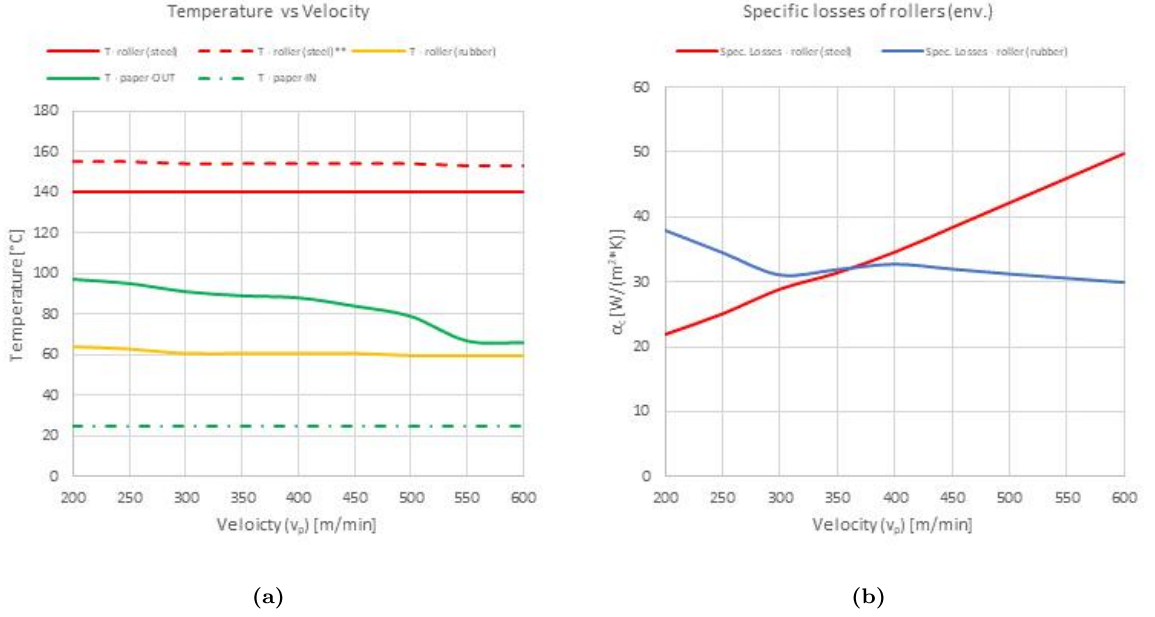 Temperature vs Velocity
T - roller (steel) T - roller (steel)** T - roller (rubber)
T - paper-OUT T - paper-IN
180
160
140
120
100
80
60
40
20
0
Temperature [°C]
200 250 300 350 400 450 500 550 600
Veloicty (vp) [m/min]
(a)
Specific losses of rollers (env.)
Spec. Losses - roller (steel) Spec. Losses - roller (rubber)
60
50
40
30
20
10
0
αc [W/(m²*K)]
200 250 300 350 400 450 500 550 600
Velocity (vp) [m/min]
(b)